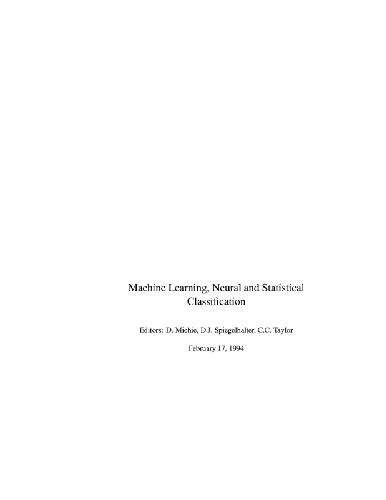 Machine Learning, Neural and Statistical
Classification
Editors: D. Michie, D.J. Spiegelhalter, C.C. Taylor
February 17, 1994